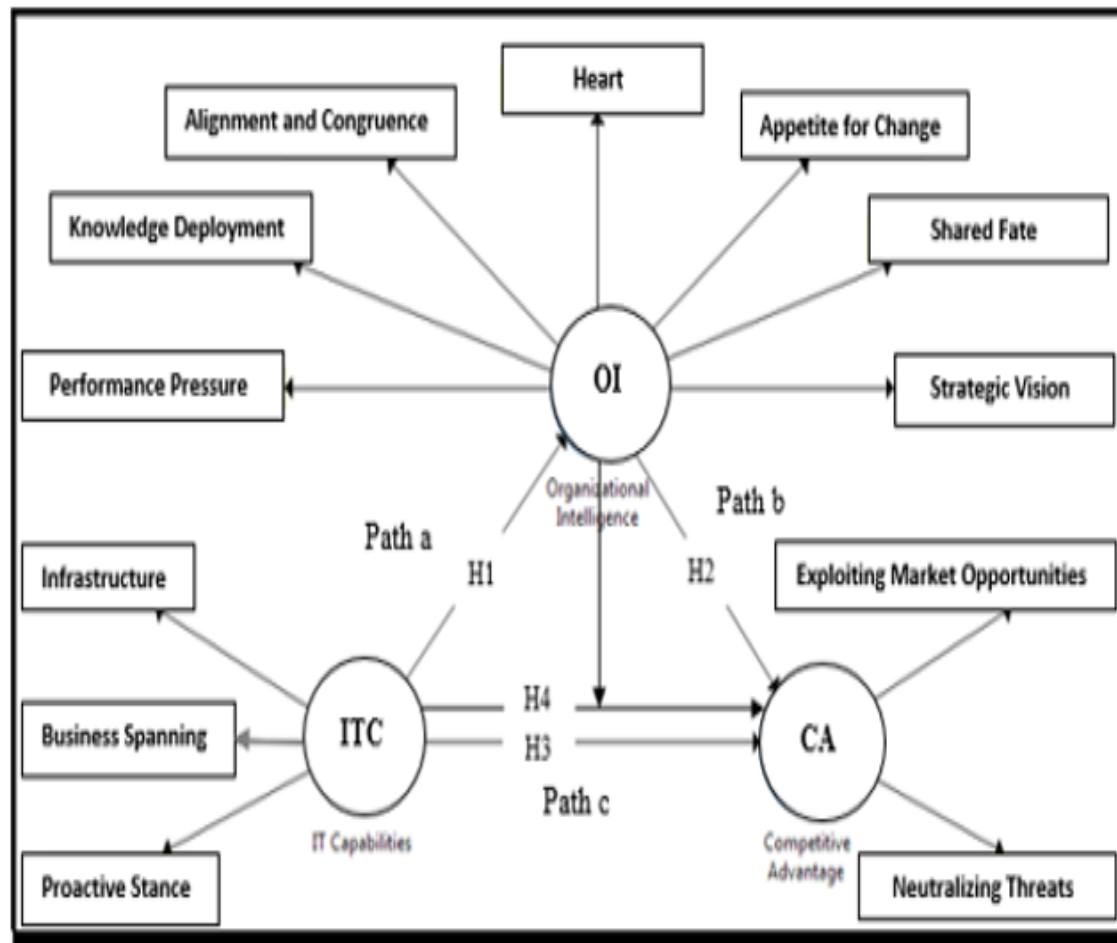 Heart
Alignment and Congruence
Appetite for Change
Knowledge Deployment
Shared Fate
OI
Performance Pressure
Strategic Vision
Organizational
Intelligence
Path a
Path b
H1
H2
Infrastructure
Exploiting Market Opportunities
H4
Business Spanning
ITC
CA
H3
Path c
IT Capabilities
Competitive
Advantage
Proactive Stance
Neutralizing Threats